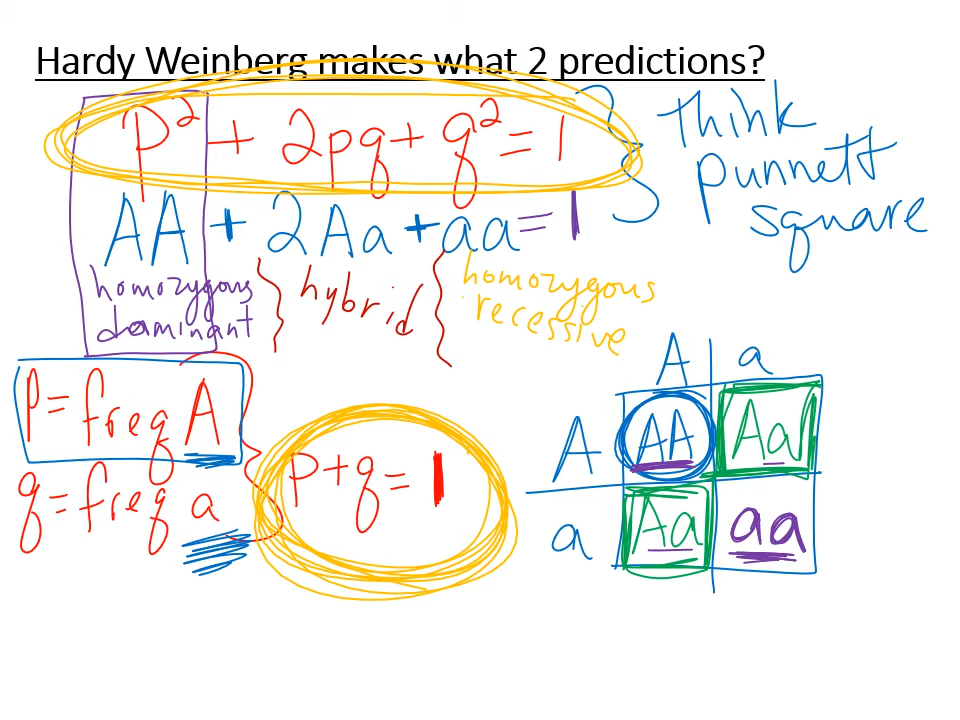 Hardy Weinberg makes what 2 predictions?
p² + 2pq + q² = 1
think
punnett
square
AA + 2Aa + aa = 1
homozygous
dominant
hybrid
homozygous
recessive
p = freq A
q = freq a
p + q = 1
A a
A AA Aa
a Aa aa